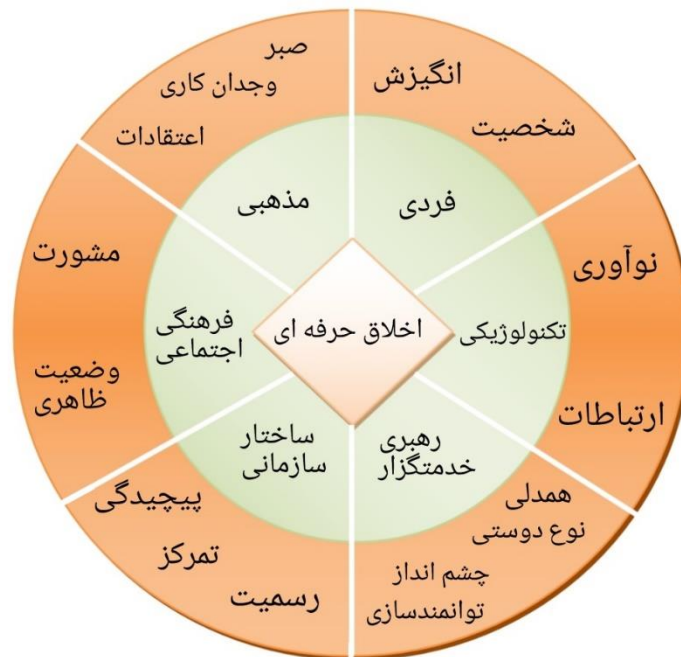 صبر
وجدان کاری
اعتقادات
انگیزش
شخصیت
مذهبی
فردی
مشورت
وضعیت
ظاهری
فرهنگی
اجتماعی
اخلاق حرفه ای
تکنولوژیکی
نوآوری
ارتباطات
ساختار
سازمانی
رهبری
خدمتگزار
پیچیدگی
تمرکز
رسمیت
همدلی
نوع دوستی
چشم انداز
توانمندسازی